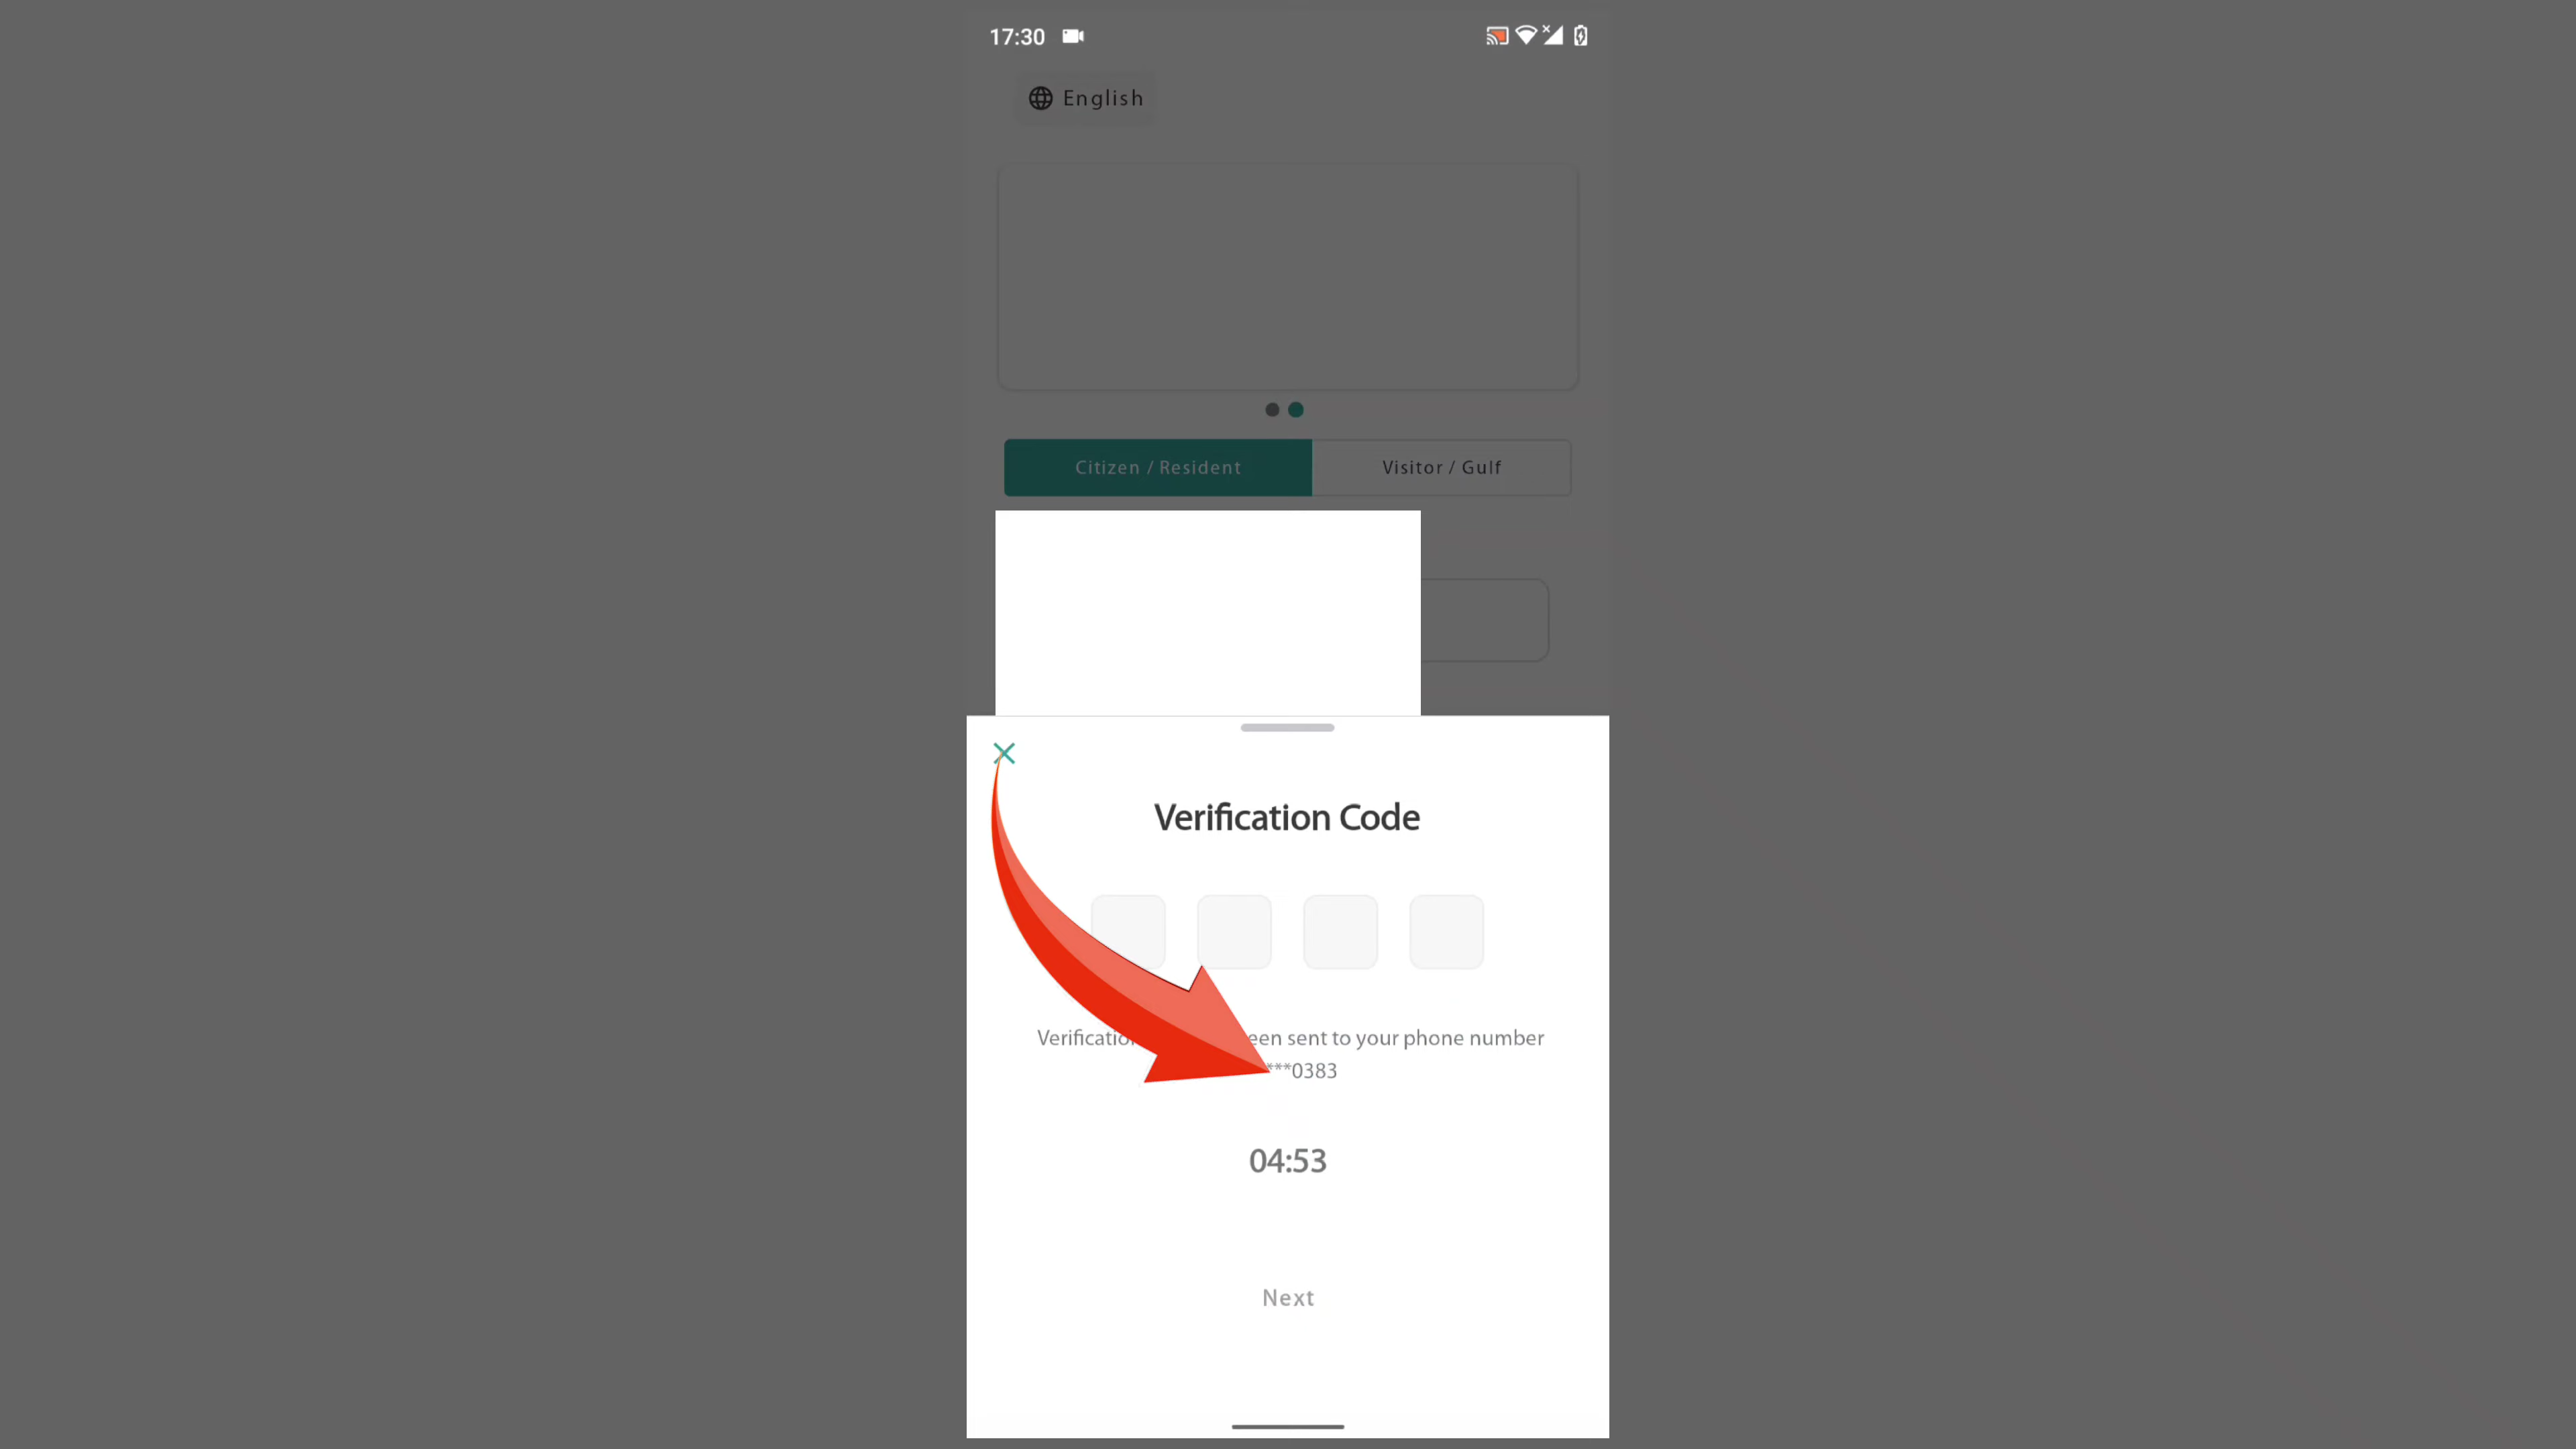 17:30
English
Citizen / Resident
Visitor / Gulf
Verification Code
een sent to your phone number
***0383
04:53
Next